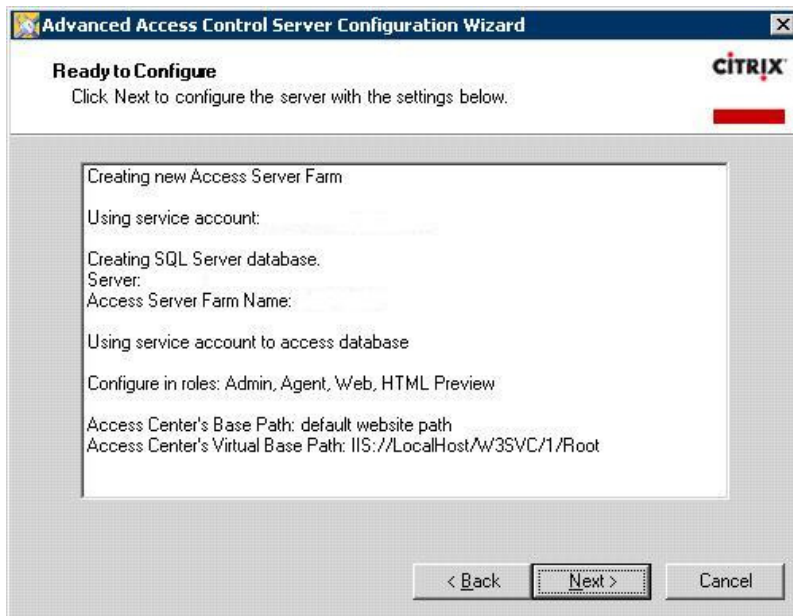 Advanced Access Control Server Configuration Wizard
Ready to Configure
Click Next to configure the server with the settings below.
CİTRIX
Creating new Access Server Farm
Using service account:
Creating SQL Server database.
Server:
Access Server Farm Name:
Using service account to access database
Configure in roles: Admin, Agent, Web, HTML Preview
Access Center's Base Path: default website path
Access Center's Virtual Base Path: IIS://LocalHost/W3SVC/1/Root
< Back
Next >
Cancel